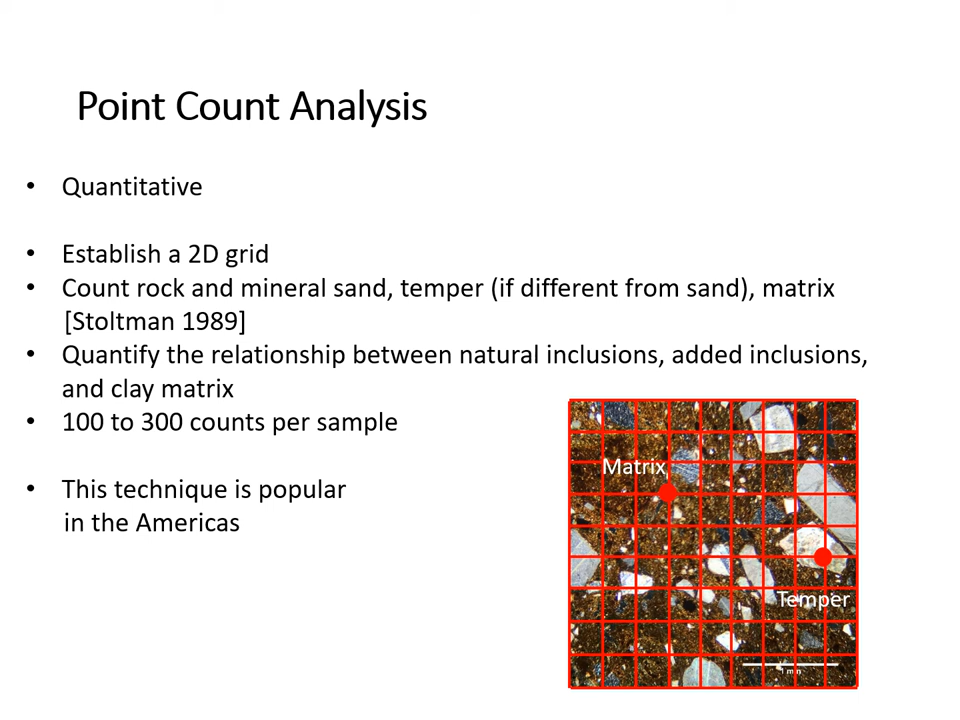 Point Count Analysis
• Quantitative
• Establish a 2D grid
• Count rock and mineral sand, temper (if different from sand), matrix
[Stoltman 1989]
• Quantify the relationship between natural inclusions, added inclusions,
and clay matrix
• 100 to 300 counts per sample
• This technique is popular
in the Americas
Matrix
Temper
1 mm